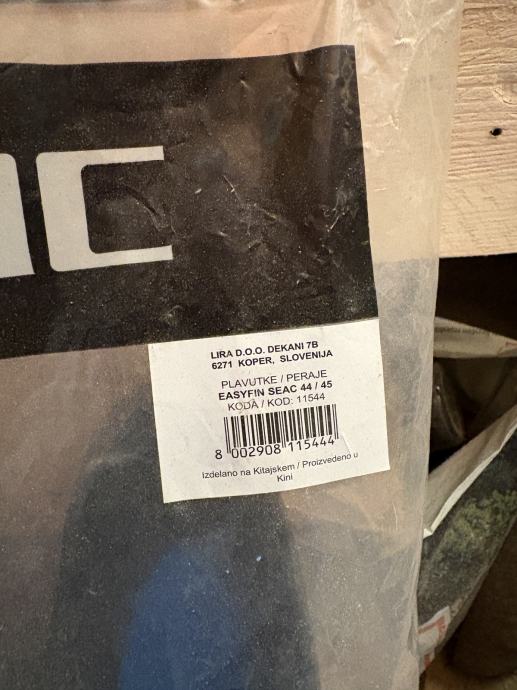 AC
LIRA D.O.O. DEKANI 7B
6271 KOPER, SLOVENIJA
PLAVUTKE / PERAJE
EASYFIN SEAC 44 / 45
KODA / KOD: 11544
8 002908 115444
Izdelano na Kitajskem / Proizvedeno u
Kini